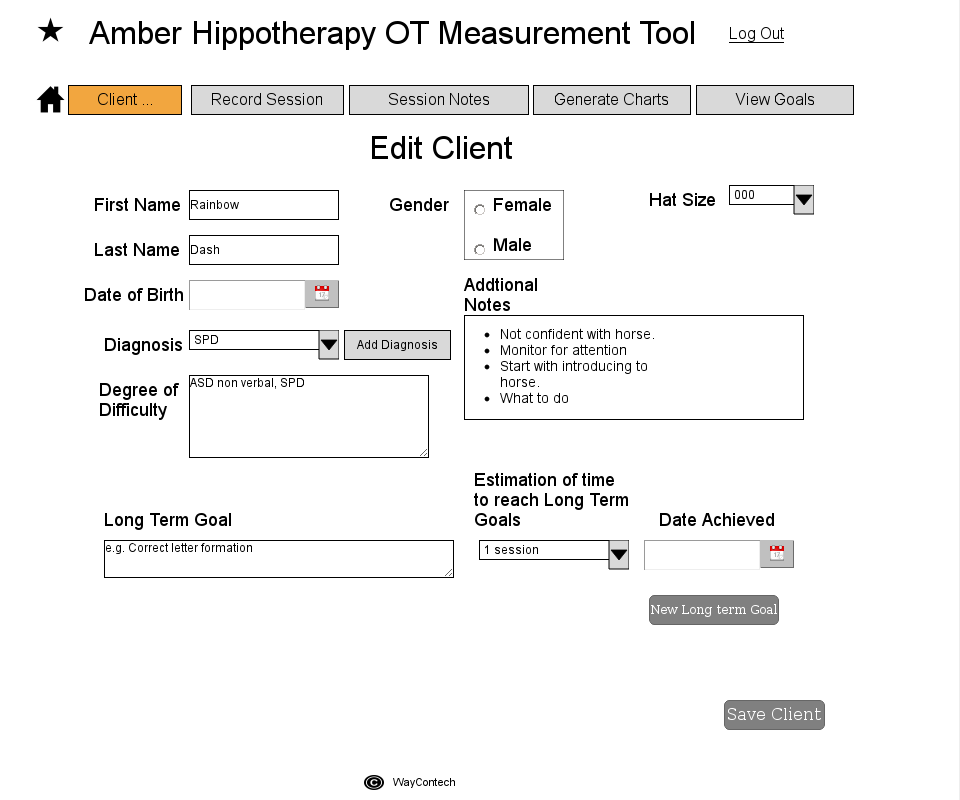 Amber Hippotherapy OT Measurement Tool
Log Out
Client ...
Record Session
Session Notes
Generate Charts
View Goals
Edit Client
First Name
Rainbow
Gender
Female
Male
Hat Size
000
Last Name
Dash
Date of Birth
Addtional
Notes
Not confident with horse.
Monitor for attention
Start with introducing to
horse.
What to do
Diagnosis
SPD
Add Diagnosis
Degree of
Difficulty
ASD non verbal, SPD
Long Term Goal
e.g. Correct letter formation
Estimation of time
to reach Long Term
Goals
1 session
Date Achieved
New Long term Goal
Save Client
© WayContech